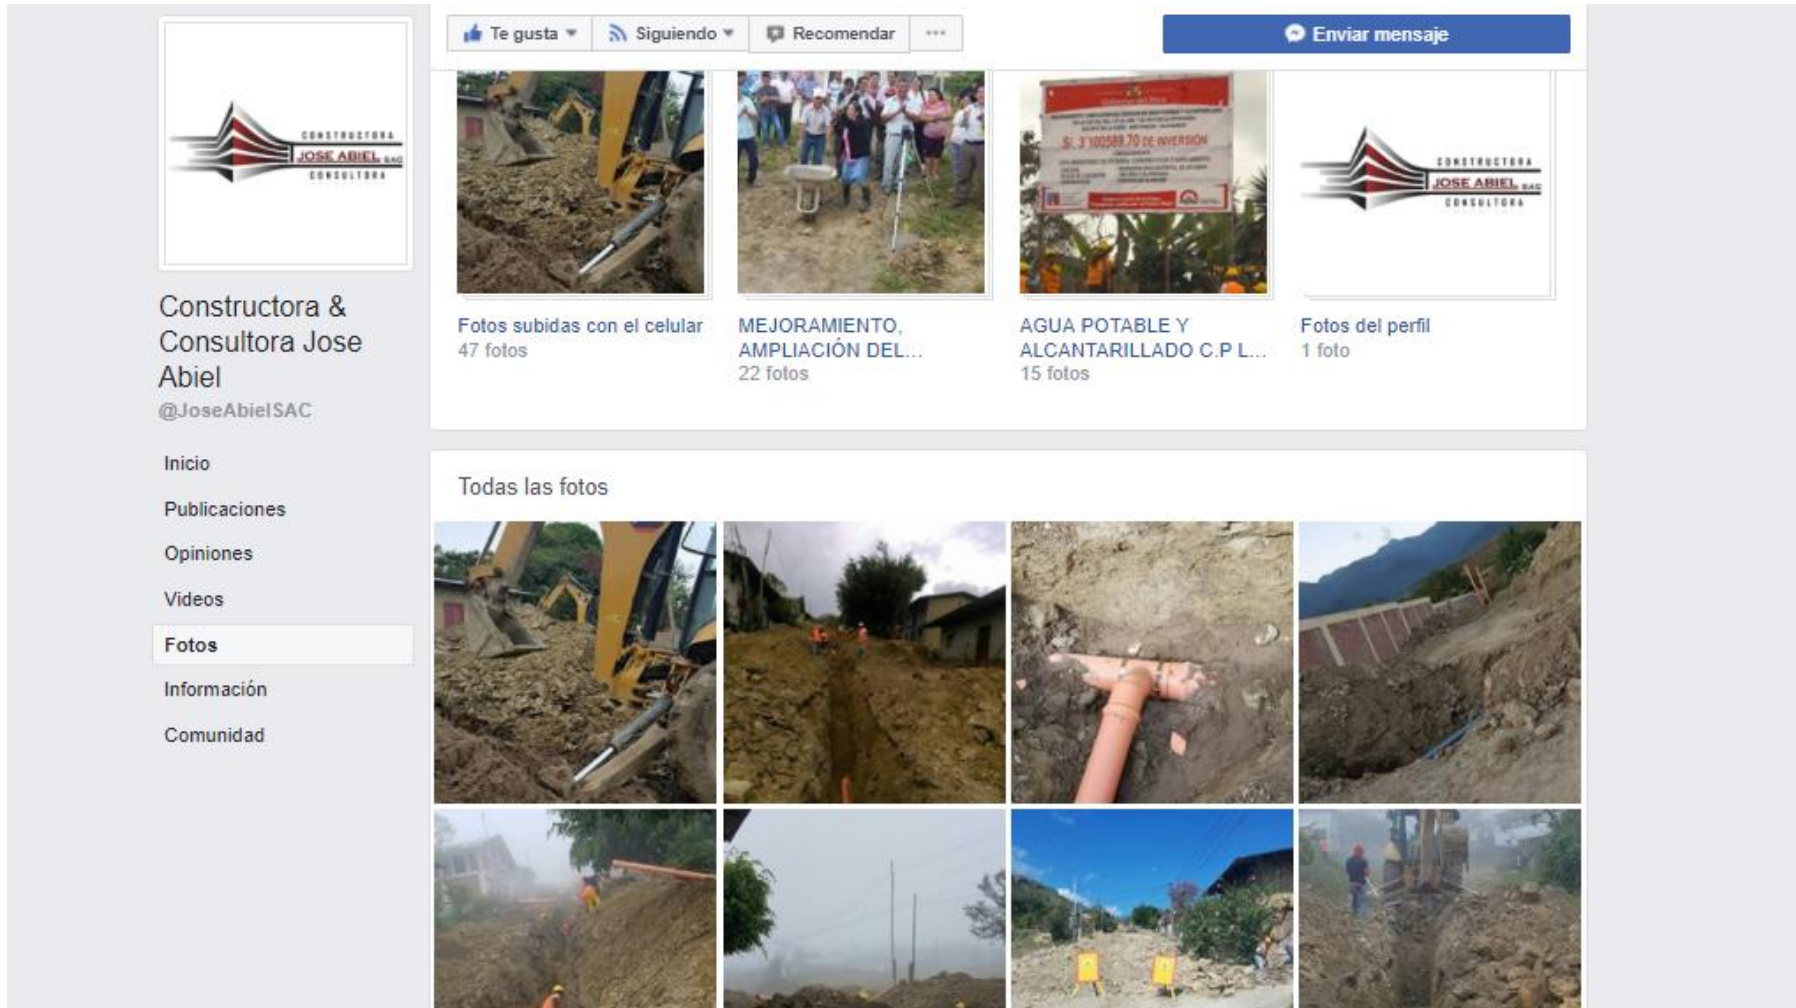 CONSTRUCTORA
JOSE ABIEL SAC
CONSULTORA
Constructora &
Consultora Jose
Abiel
@JoseAbielSAC
Inicio
Publicaciones
Opiniones
Videos
Fotos
Información
Comunidad
Te gusta
Siguiendo
Recomendar
Enviar mensaje
S/. 3'100589.70 DE INVERSIÓN
CONSTRUCTORA
JOSE ABIEL SAC
CONSULTORA
Fotos subidas con el celular
47 fotos
MEJORAMIENTO,
AMPLIACIÓN DEL...
22 fotos
AGUA POTABLE Y
ALCANTARILLADO C.P L...
15 fotos
Fotos del perfil
1 foto
Todas las fotos